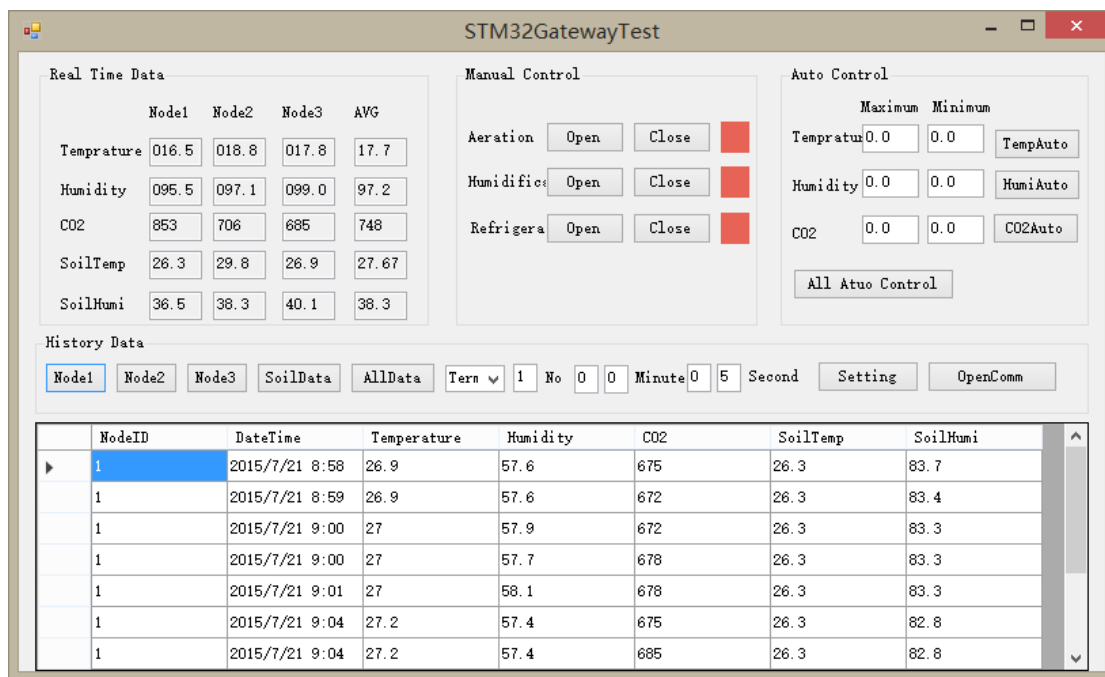 STM32GatewayTest
Real Time Data
Node1 Node2 Node3 AVG
Temprature 016.5 018.8 017.8 17.7
Humidity 095.5 097.1 099.0 97.2
CO2 853 706 685 748
SoilTemp 26.3 29.8 26.9 27.67
SoilHumi 36.5 38.3 40.1 38.3
Manual Control
Aeration Open Close
Humidifica Open Close
Refrigera Open Close
Auto Control
Maximum Minimum
Tempratur 0.0 0.0 TempAuto
Humidity 0.0 0.0 HumiAuto
CO2 0.0 0.0 CO2Auto
All Atuo Control
History Data
Node1 Node2 Node3 SoilData AllData Tern 1 No 0 0 Minute 0 5 Second Setting OpenComm
NodeID DateTime Temperature Humidity CO2 SoilTemp SoilHumi
1 2015/7/21 8:58 26.9 57.6 675 26.3 83.7
1 2015/7/21 8:59 26.9 57.6 672 26.3 83.4
1 2015/7/21 9:00 27 57.9 672 26.3 83.3
1 2015/7/21 9:00 27 57.7 678 26.3 83.3
1 2015/7/21 9:01 27 58.1 678 26.3 83.3
1 2015/7/21 9:04 27.2 57.4 675 26.3 82.8
1 2015/7/21 9:04 27.2 57.4 685 26.3 82.8